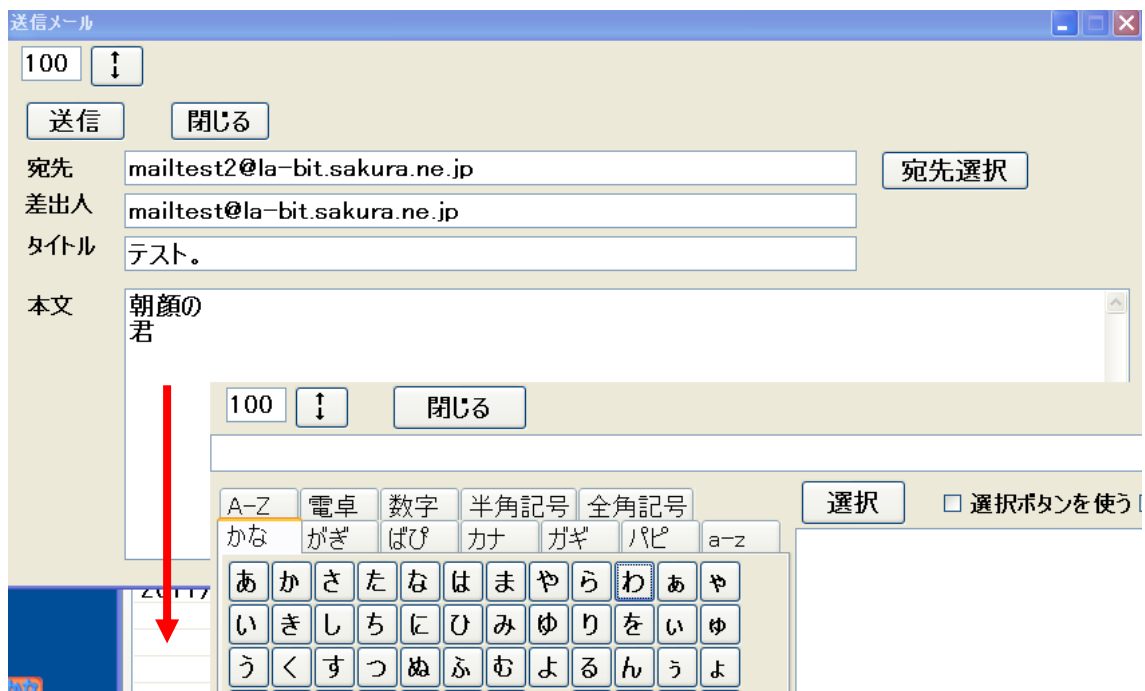 送信メール
100
送信 閉じる
宛先 mailtest2@la-bit.sakura.ne.jp 宛先選択
差出人 mailtest@la-bit.sakura.ne.jp
タイトル テスト。
本文 朝顔の
君
100 閉じる
A-Z 電卓 数字 半角記号 全角記号 選択 選択ボタンを使う
かな がぎ ばぴ カナ ガギ パピ a-z
あ か さ た な は ま や ら わ ぁ ゃ
い き し ち に ひ み ゆ り を ぃ ゅ
う く す つ ぬ ふ む よ る ん ぅ ょ